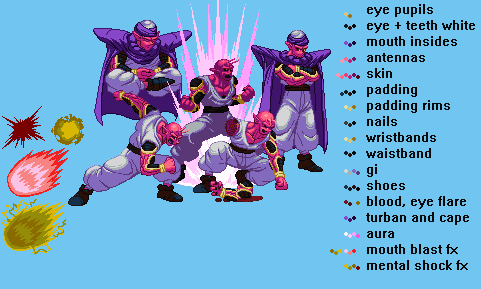 eye pupils
eye + teeth white
mouth insides
antennas
skin
padding
padding rims
nails
wristbands
waistband
gi
shoes
blood, eye flare
turban and cape
aura
mouth blast fx
mental shock fx